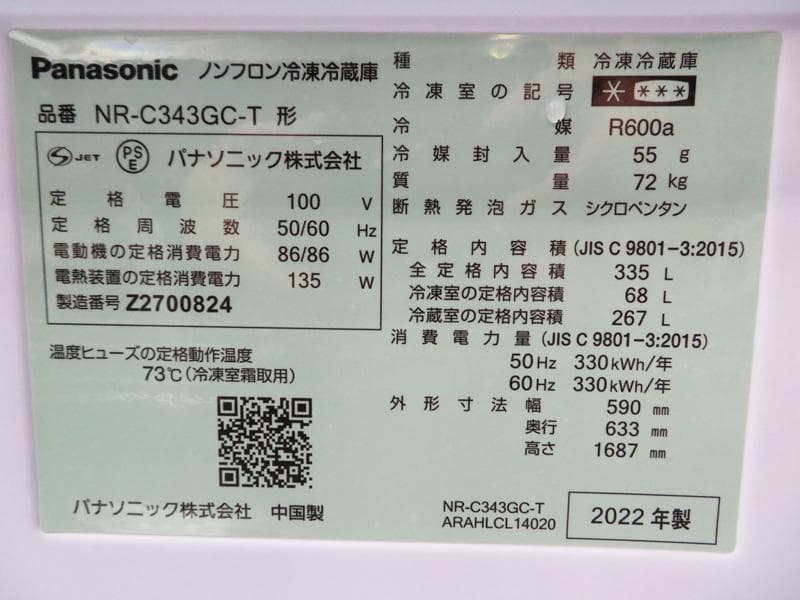 Panasonic ノンフロン冷凍冷蔵庫
品番 NR-C343GC-T 形
JET PSE パナソニック株式会社
定格電圧 100 V
定格周波数 50/60 Hz
電動機の定格消費電力 86/86 W
電熱装置の定格消費電力 135 W
製造番号 Z2700824
温度ヒューズの定格動作温度
73℃(冷凍室霜取用)
パナソニック株式会社 中国製
種類 冷凍冷蔵庫
冷凍室の記号 * ***
冷媒 R600a
冷媒封入量 55 g
質量 72 kg
断熱発泡ガス シクロペンタン
定格内容積 (JIS C 9801-3:2015)
全定格内容積 335 L
冷凍室の定格内容積 68 L
冷蔵室の定格内容積 267 L
消費電力量 (JIS C 9801-3:2015)
50Hz 330kWh/年
60Hz 330kWh/年
外形寸法幅 590 mm
奥行 633 mm
高さ 1687 mm
NR-C343GC-T
ARAHLCL14020
2022年製